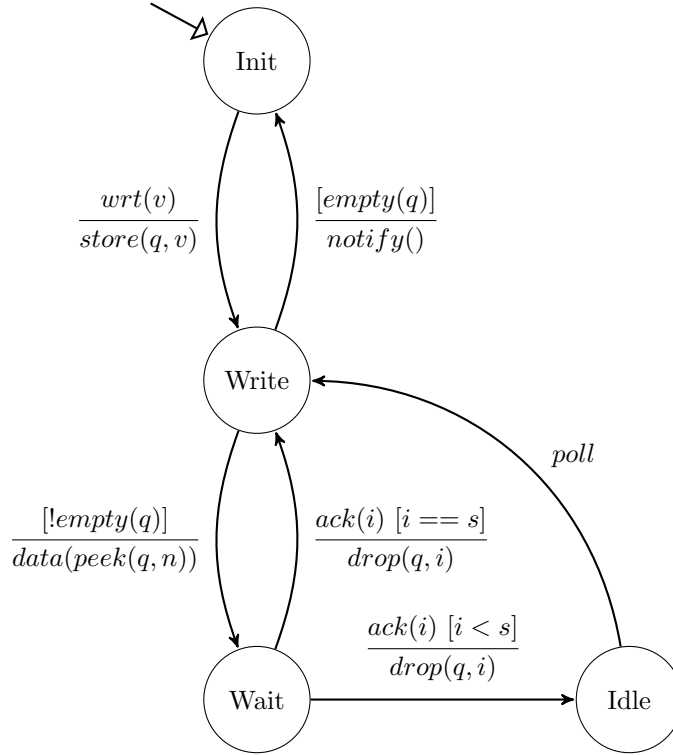 Init
wrt(v)
store(q, v)
[empty(q)]
notify()
Write
poll
[!empty(q)]
data(peek(q, n))
ack(i) [i == s]
drop(q, i)
ack(i) [i < s]
drop(q, i)
Wait
Idle